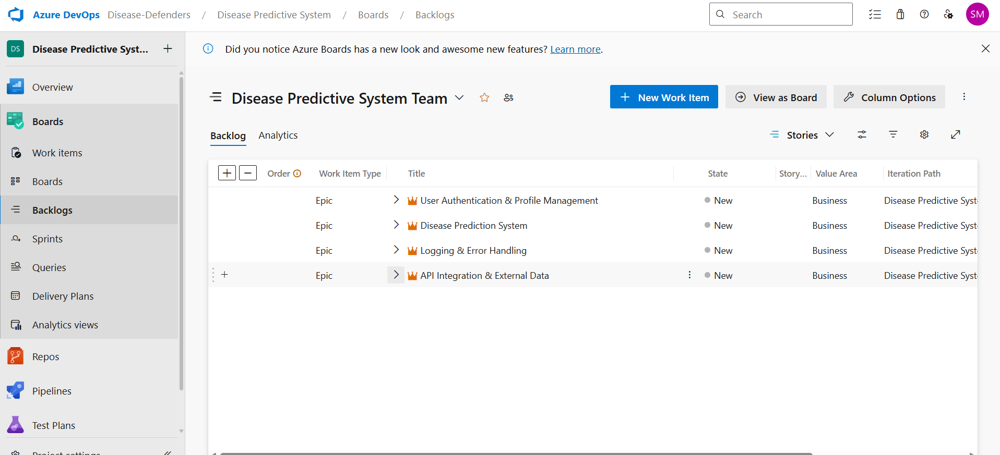 Azure DevOps Disease-Defenders / Disease Predictive System / Boards / Backlogs
Search
SM
DS Disease Predictive Syst...
Did you notice Azure Boards has a new look and awesome new features? Learn more.
Overview
Boards
Work items
Boards
Backlogs
Sprints
Queries
Delivery Plans
Analytics views
Repos
Pipelines
Test Plans
Project settings
Disease Predictive System Team
New Work Item
View as Board
Column Options
Backlog Analytics
Stories
Order Work Item Type Title State Story... Value Area Iteration Path
Epic User Authentication & Profile Management New Business Disease Predictive Syst
Epic Disease Prediction System New Business Disease Predictive Syst
Epic Logging & Error Handling New Business Disease Predictive Syst
Epic API Integration & External Data New Business Disease Predictive Syst